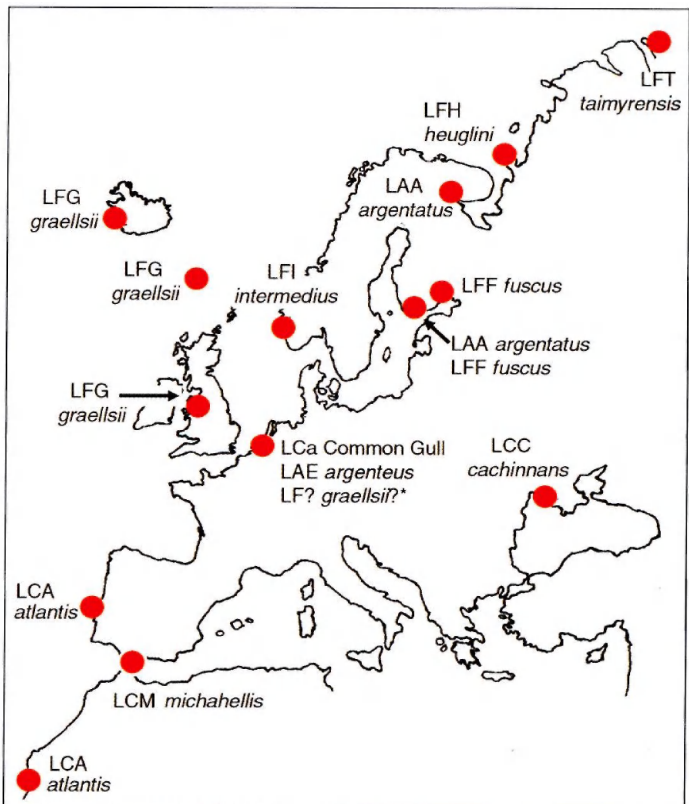 LFT
taimyrensis
LFH
heuglini
LAA
argentatus
LFG
graellsii
LFG
graellsii
LFI
intermedius
LFF fuscus
LAA argentatus
LFF fuscus
LFG
graellsii
LCa Common Gull
LAE argenteus
LF? graellsii?*
LCC
cachinnans
LCA
atlantis
LCM michahellis
LCA
atlantis